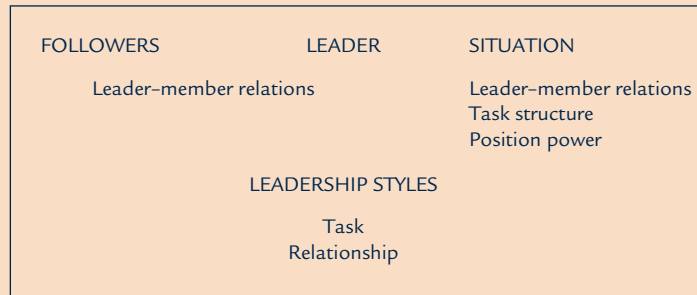 FOLLOWERS LEADER SITUATION
Leader–member relations Leader–member relations
Task structure
Position power
LEADERSHIP STYLES
Task
Relationship